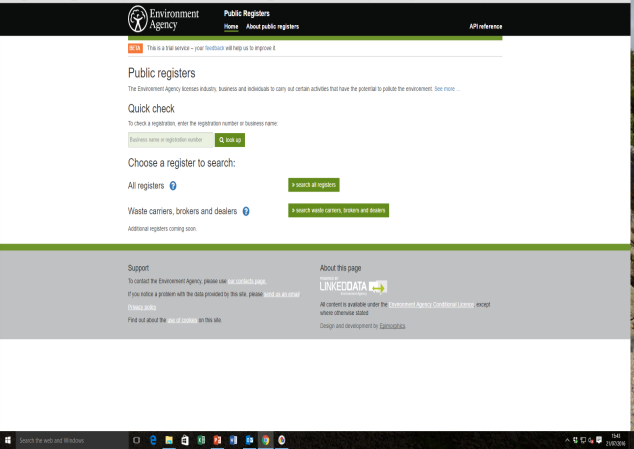 Environment
Agency
Public Registers
Home About public registers
API reference
BETA This is a trial service – your feedback will help us to improve it.
Public registers
The Environment Agency licenses industry, business and individuals to carry out certain activities that have the potential to pollute the environment. See more ...
Quick check
To check a registration, enter the registration number or business name:
Business name or registration number look up
Choose a register to search:
All registers ? » search all registers
Waste carriers, brokers and dealers ? » search waste carriers, brokers and dealers
Additional registers coming soon.
Support
To contact the Environment Agency, please use our contacts page.
If you notice a problem with the data provided by this site, please send us an email
Privacy policy
Find out about the use of cookies on this site.
About this page
LINKEDDATA
All content is available under the Environment Agency Conditional Licence, except
where otherwise stated
Design and development by Epimorphics
Search the web and Windows
15:43
21/07/2016